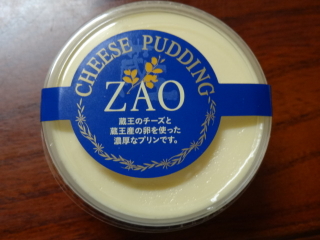 CHEESE PUDDING
ZAO
蔵王のチーズと
蔵王産の卵を使った
濃厚なプリンです。